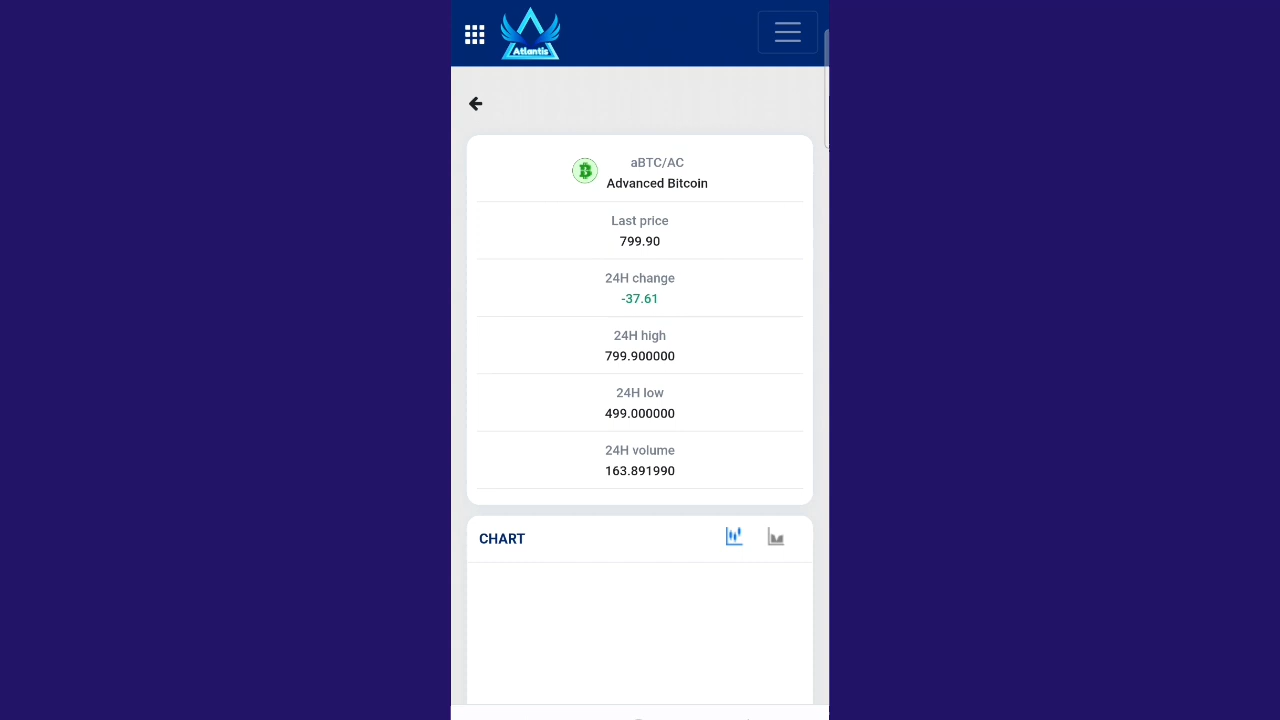 Atlantis
aBTC/AC
Advanced Bitcoin
Last price
799.90
24H change
-37.61
24H high
799.900000
24H low
499.000000
24H volume
163.891990
CHART